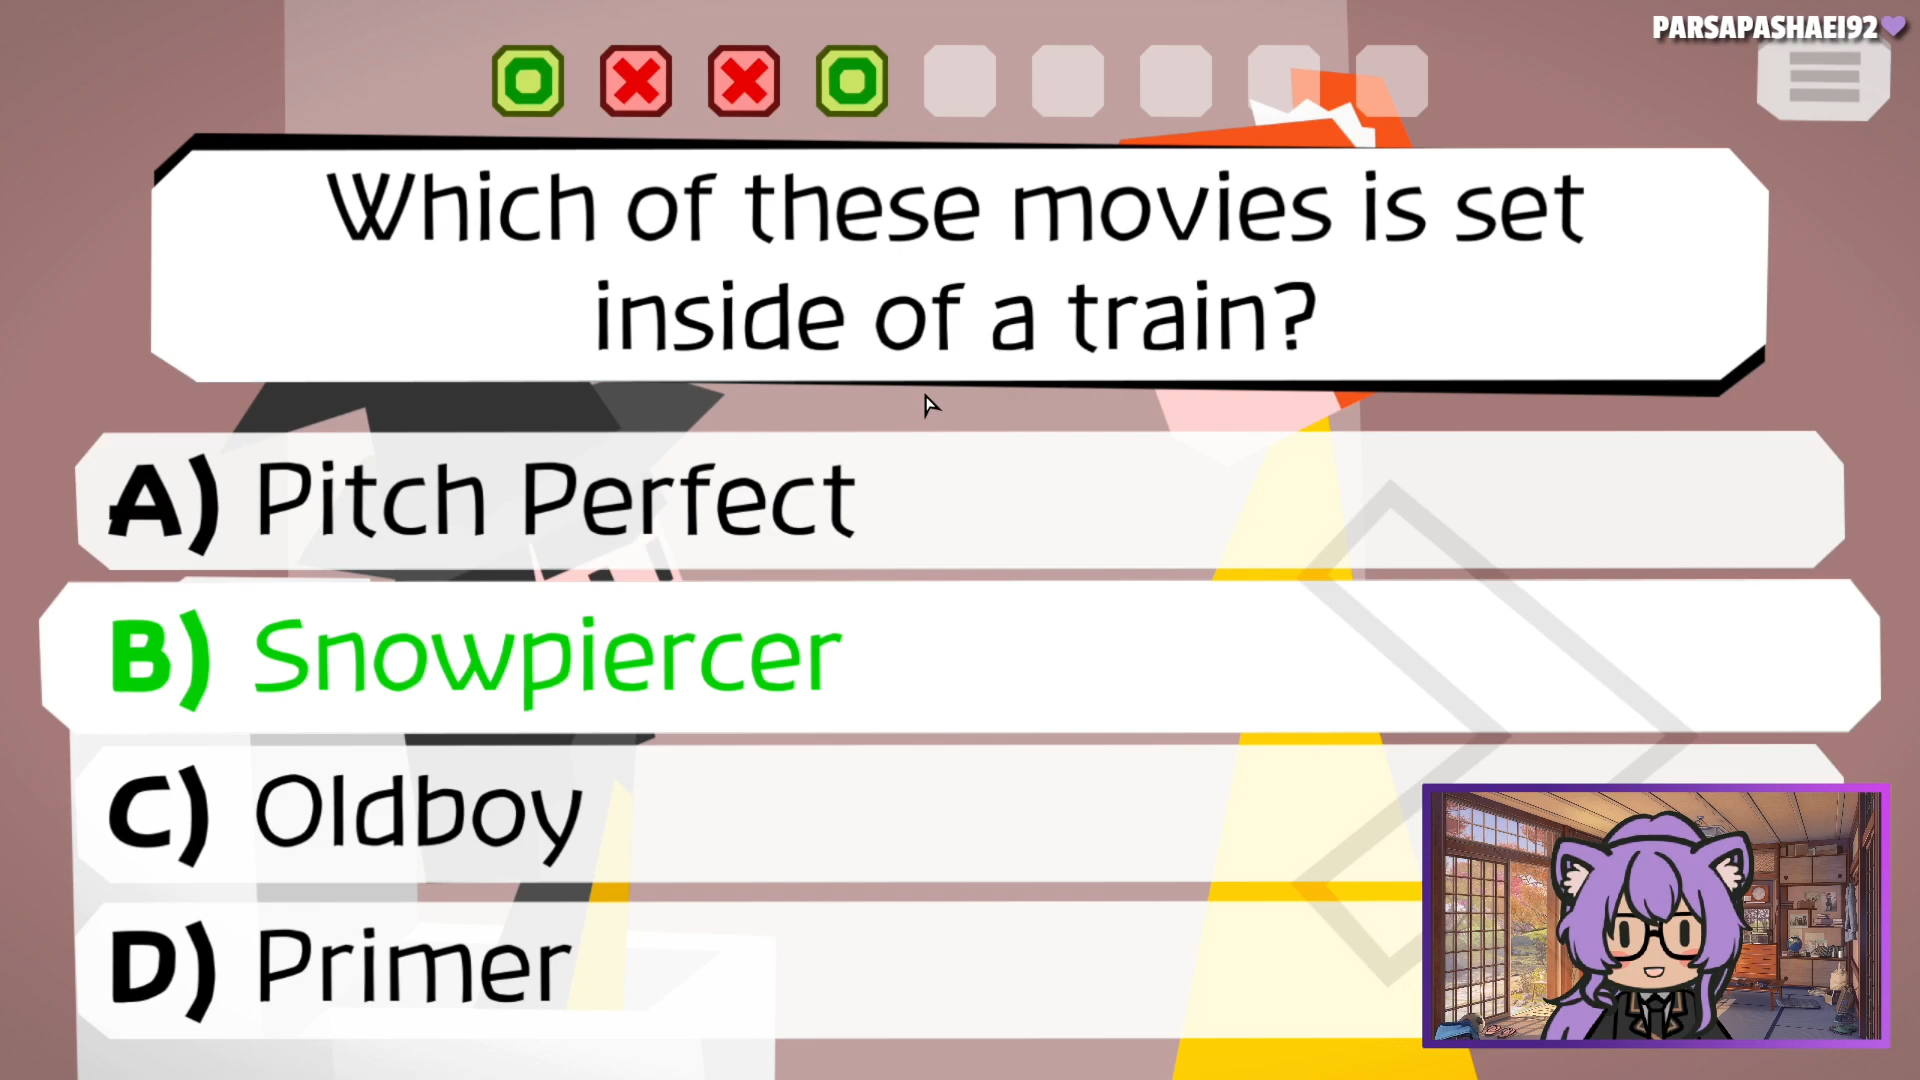 PARSAPASHAEI92
Which of these movies is set
inside of a train?
A) Pitch Perfect
B) Snowpiercer
C) Oldboy
D) Primer